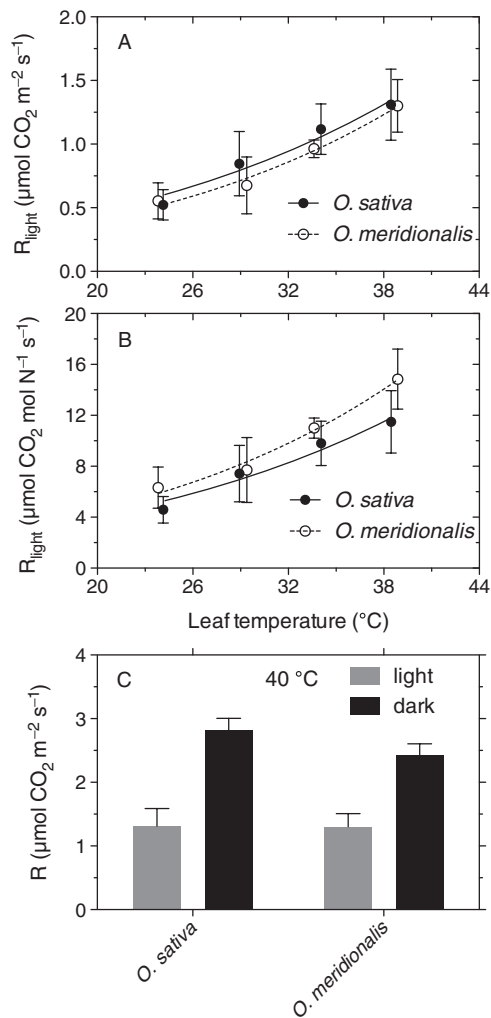 A
2.0
1.5
1.0
0.5
0.0
R_light (µmol CO₂ m⁻² s⁻¹)
O. sativa
O. meridionalis
20 26 32 38 44
B
20
16
12
8
4
0
R_light (µmol CO₂ mol N⁻¹ s⁻¹)
O. sativa
O. meridionalis
20 26 32 38 44
Leaf temperature (°C)
C 40 °C
light
dark
4
3
2
1
0
R (µmol CO₂ m⁻² s⁻¹)
O. sativa
O. meridionalis